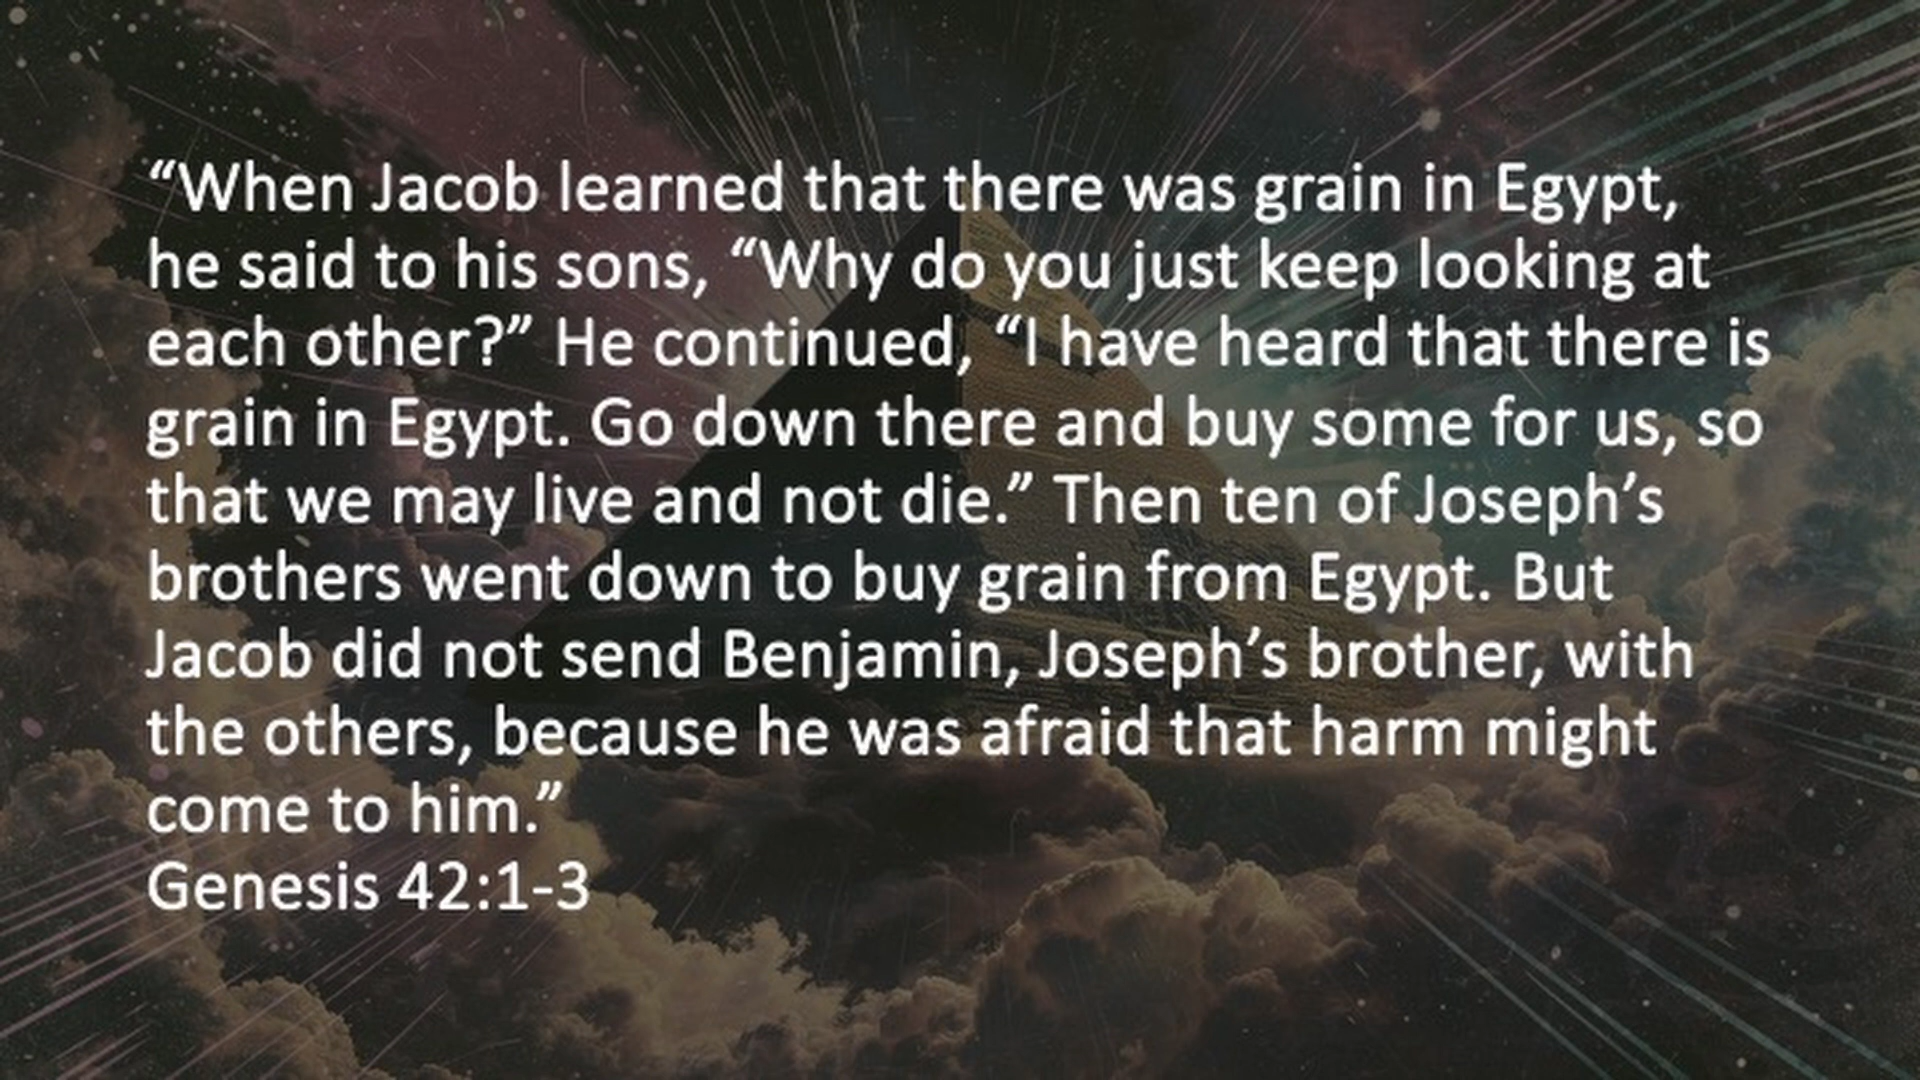 “When Jacob learned that there was grain in Egypt,
he said to his sons, “Why do you just keep looking at
each other?” He continued, “I have heard that there is
grain in Egypt. Go down there and buy some for us, so
that we may live and not die.” Then ten of Joseph’s
brothers went down to buy grain from Egypt. But
Jacob did not send Benjamin, Joseph’s brother, with
the others, because he was afraid that harm might
come to him.”
Genesis 42:1-3